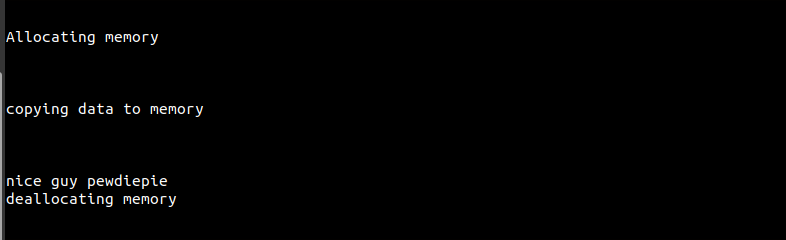 Allocating memory
copying data to memory
nice guy pewdiepie
deallocating memory